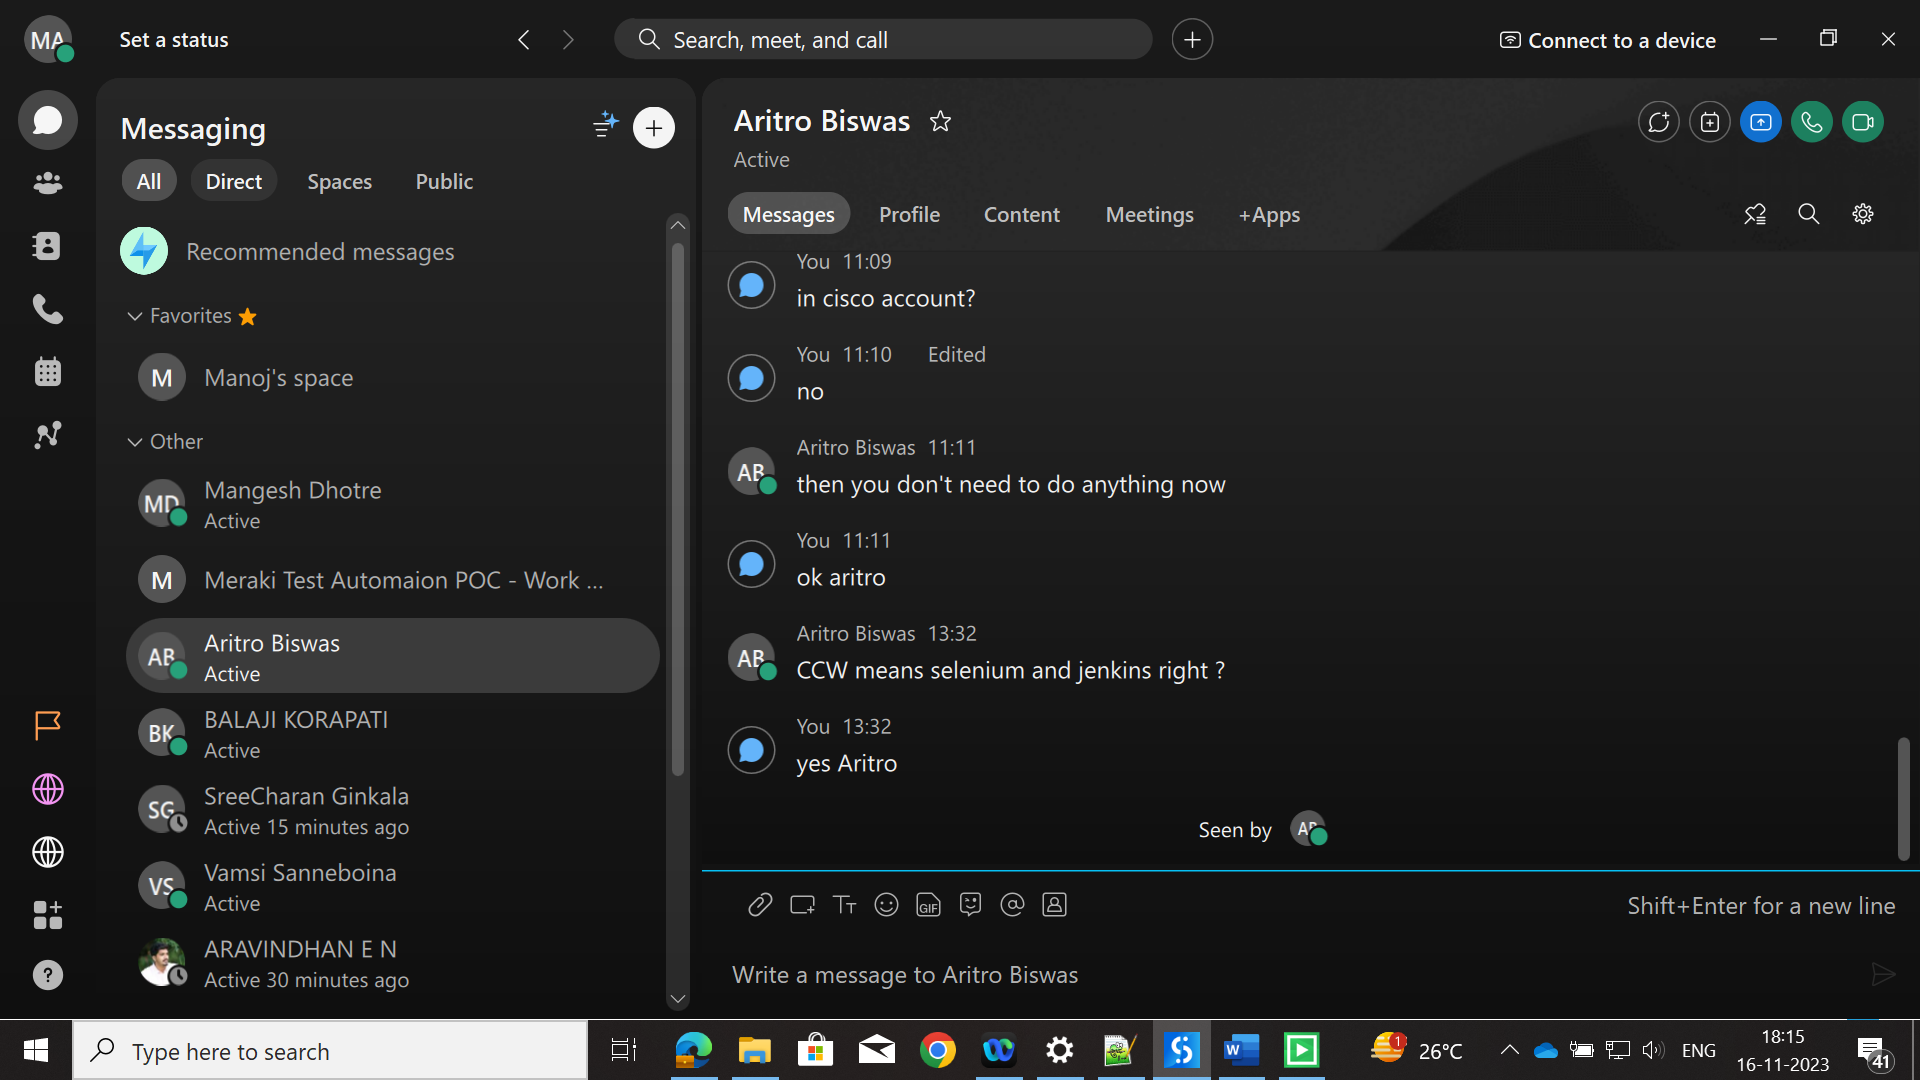 MA
Set a status
Search, meet, and call
Connect to a device
Messaging
All
Direct
Spaces
Public
Recommended messages
Favorites
M
Manoj's space
Other
MD
Mangesh Dhotre
Active
M
Meraki Test Automaion POC - Work ...
AB
Aritro Biswas
Active
BK
BALAJI KORAPATI
Active
SG
SreeCharan Ginkala
Active 15 minutes ago
VS
Vamsi Sanneboina
Active
ARAVINDHAN E N
Active 30 minutes ago
Aritro Biswas
Active
Messages
Profile
Content
Meetings
+Apps
You 11:09
in cisco account?
You 11:10 Edited
no
Aritro Biswas 11:11
AB
then you don't need to do anything now
You 11:11
ok aritro
Aritro Biswas 13:32
AB
CCW means selenium and jenkins right ?
You 13:32
yes Aritro
Seen by AB
GIF
Shift+Enter for a new line
Write a message to Aritro Biswas
Type here to search
W
1
26°C
ENG
18:15
16-11-2023
41